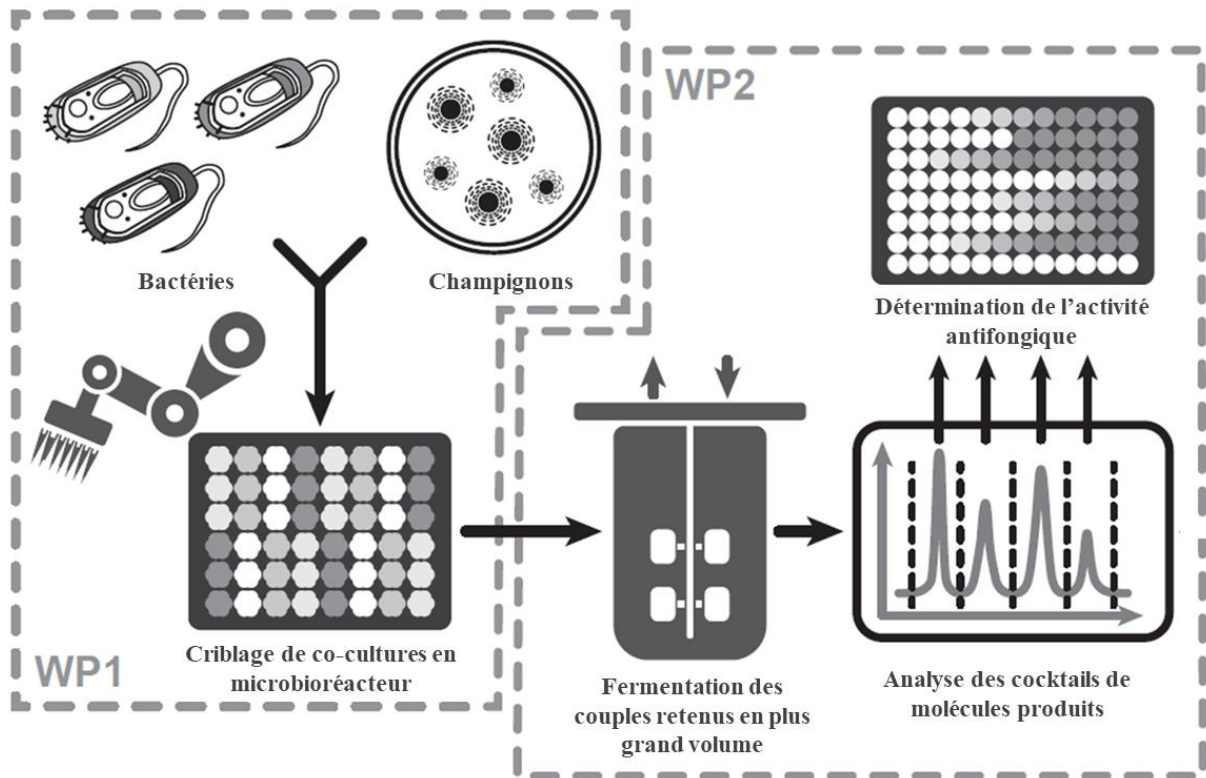 Bactéries
Champignons
Criblage de co-cultures en
microbioréacteur
WP1
WP2
Détermination de l’activité
antifongique
Fermentation des
couples retenus en plus
grand volume
Analyse des cocktails de
molécules produits